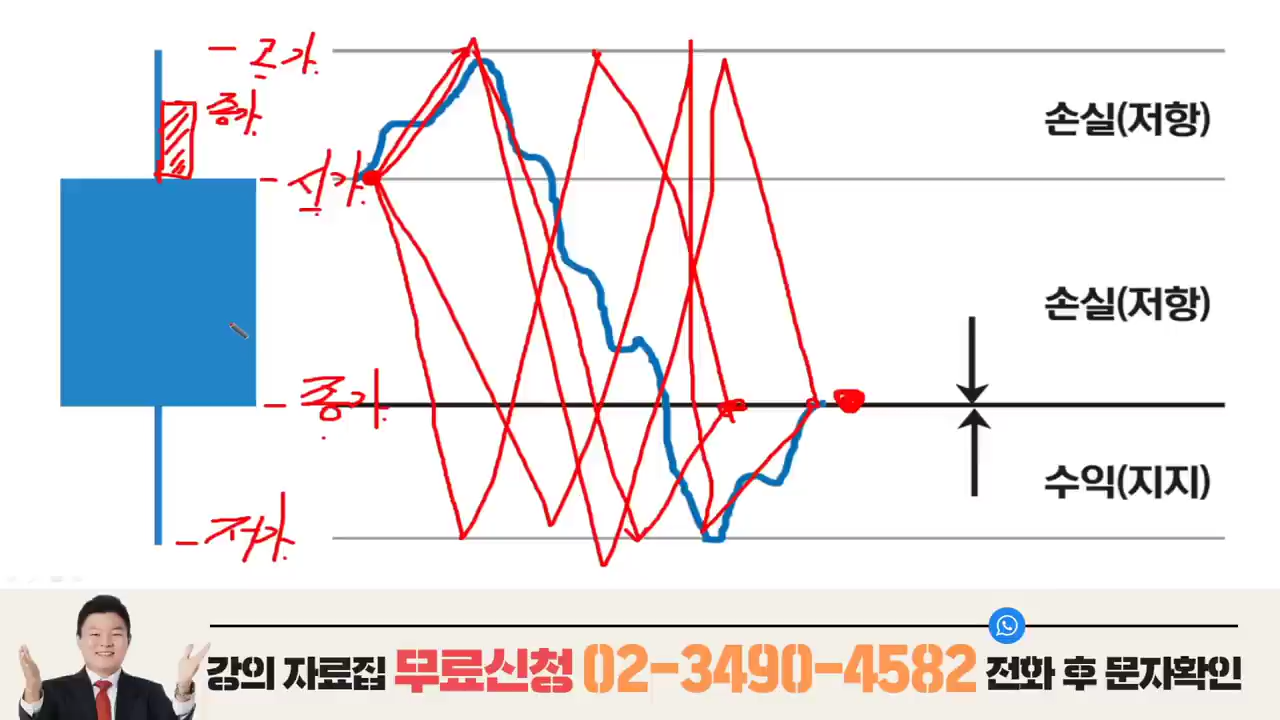 - 고가.
종가.
손실(저항)
- 시가.
손실(저항)
- 종가.
수익(지지)
- 저가.
강의 자료집 무료신청 02-3490-4582 전화 후 문자확인